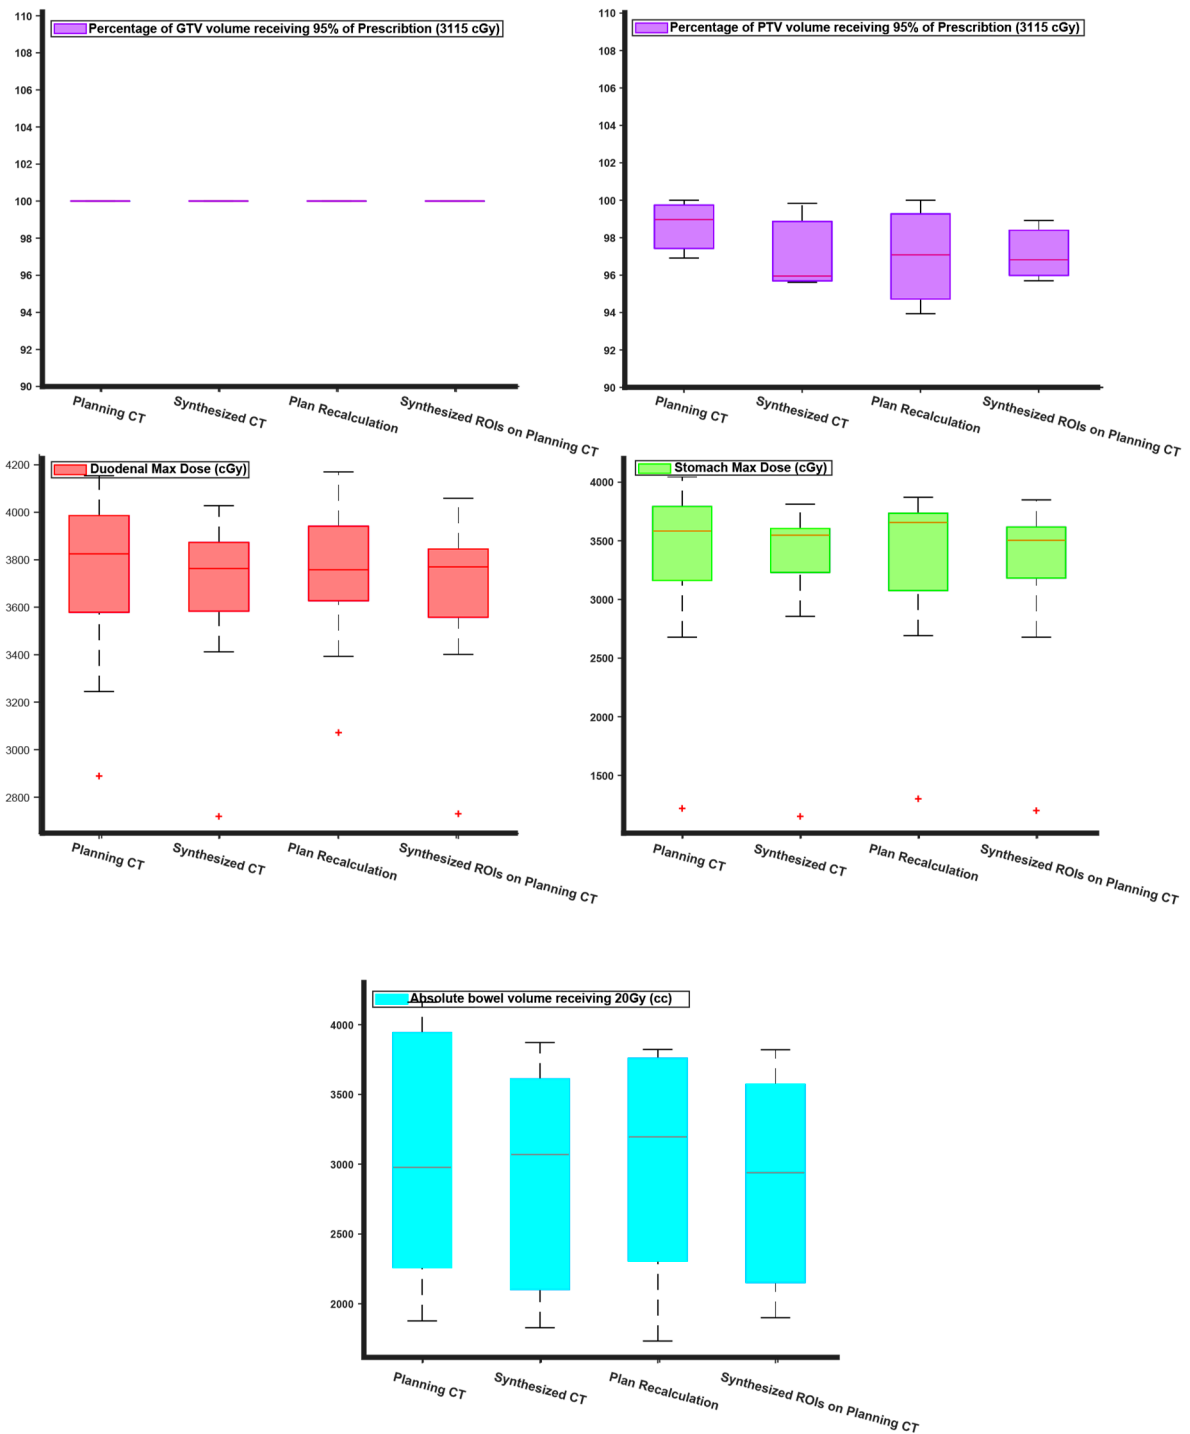 Percentage of GTV volume receiving 95% of Prescribtion (3115 cGy)
110
108
106
104
102
100
98
96
94
92
90
Planning CT
Synthesized CT
Plan Recalculation
Synthesized ROIs on Planning CT
Percentage of PTV volume receiving 95% of Prescribtion (3115 cGy)
110
108
106
104
102
100
98
96
94
92
90
Planning CT
Synthesized CT
Plan Recalculation
Synthesized ROIs on Planning CT
Duodenal Max Dose (cGy)
4200
4000
3800
3600
3400
3200
3000
2800
Planning CT
Synthesized CT
Plan Recalculation
Synthesized ROIs on Planning CT
Stomach Max Dose (cGy)
4000
3500
3000
2500
2000
1500
Planning CT
Synthesized CT
Plan Recalculation
Synthesized ROIs on Planning CT
Absolute bowel volume receiving 20Gy (cc)
4000
3500
3000
2500
2000
Planning CT
Synthesized CT
Plan Recalculation
Synthesized ROIs on Planning CT